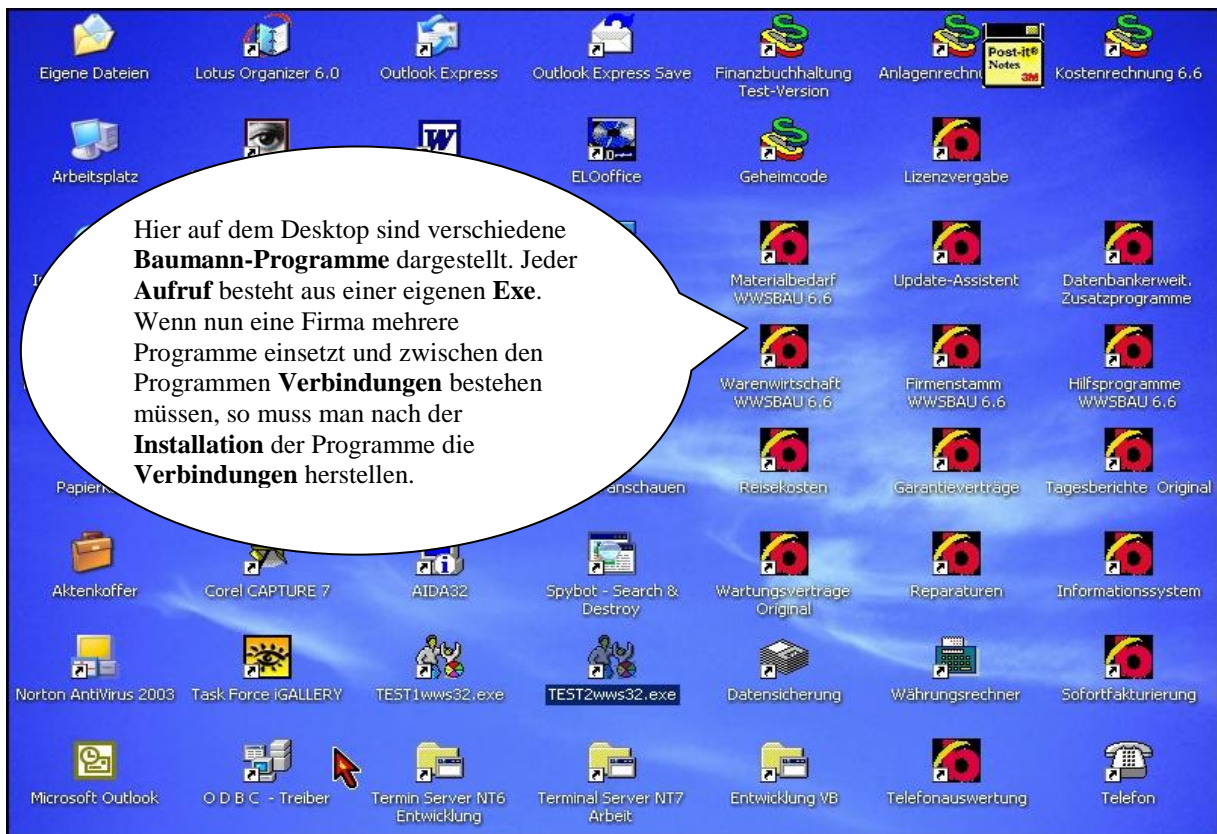 Eigene Dateien Lotus Organizer 6.0 Outlook Express Outlook Express Save Finanzbuchhaltung Test-Version Kostenrechnung 6.6
Post-it®
Notes
3M
Arbeitsplatz ELOoffice Geheimcode Lizenzvergabe
Hier auf dem Desktop sind verschiedene
Baumann-Programme dargestellt. Jeder
Aufruf besteht aus einer eigenen Exe.
Wenn nun eine Firma mehrere
Programme einsetzt und zwischen den
Programmen Verbindungen bestehen
müssen, so muss man nach der
Installation der Programme die
Verbindungen herstellen.
Materialbedarf Update-Assistent Datenbankerweit.
WWSBAU 6.6 Zusatzprogramme
Warenwirtschaft Firmenstamm Hilfsprogramme
WWSBAU 6.6 WWSBAU 6.6 WWSBAU 6.6
anschauen Reisekosten Garantieverträge Tagesberichte Original
Aktenkoffer Corel CAPTURE 7 AIDA32 Spybot - Search & Wartungsverträge Reparaturen Informationssystem
Destroy Original
Norton AntiVirus 2003 Task Force iGALLERY TEST1wws32.exe TEST2wws32.exe Datensicherung Währungsrechner Sofortfakturierung
Microsoft Outlook O D B C - Treiber Termin Server NT6 Terminal Server NT7 Entwicklung VB Telefonauswertung Telefon
Entwicklung Arbeit